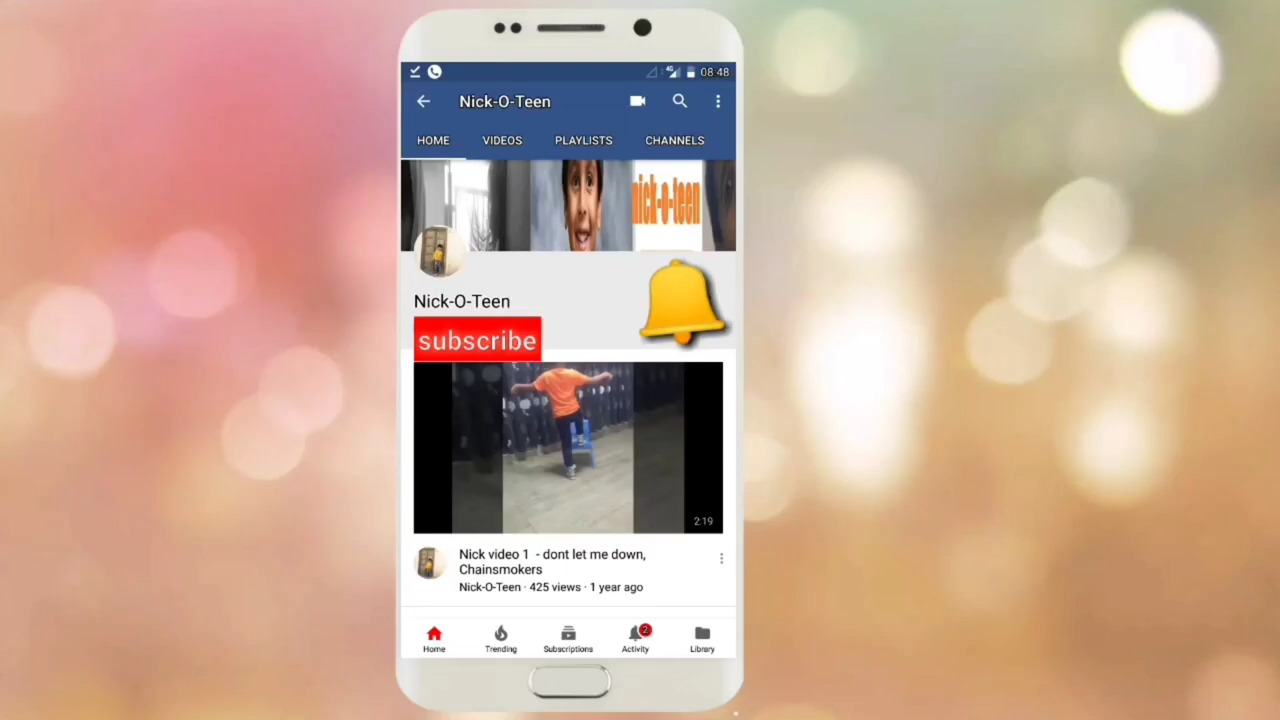 4G 08:48
Nick-O-Teen
HOME VIDEOS PLAYLISTS CHANNELS
nick-o-teen
Nick-O-Teen
subscribe
2:19
Nick video 1 - dont let me down,
Chainsmokers
Nick-O-Teen · 425 views · 1 year ago
2
Home Trending Subscriptions Activity Library